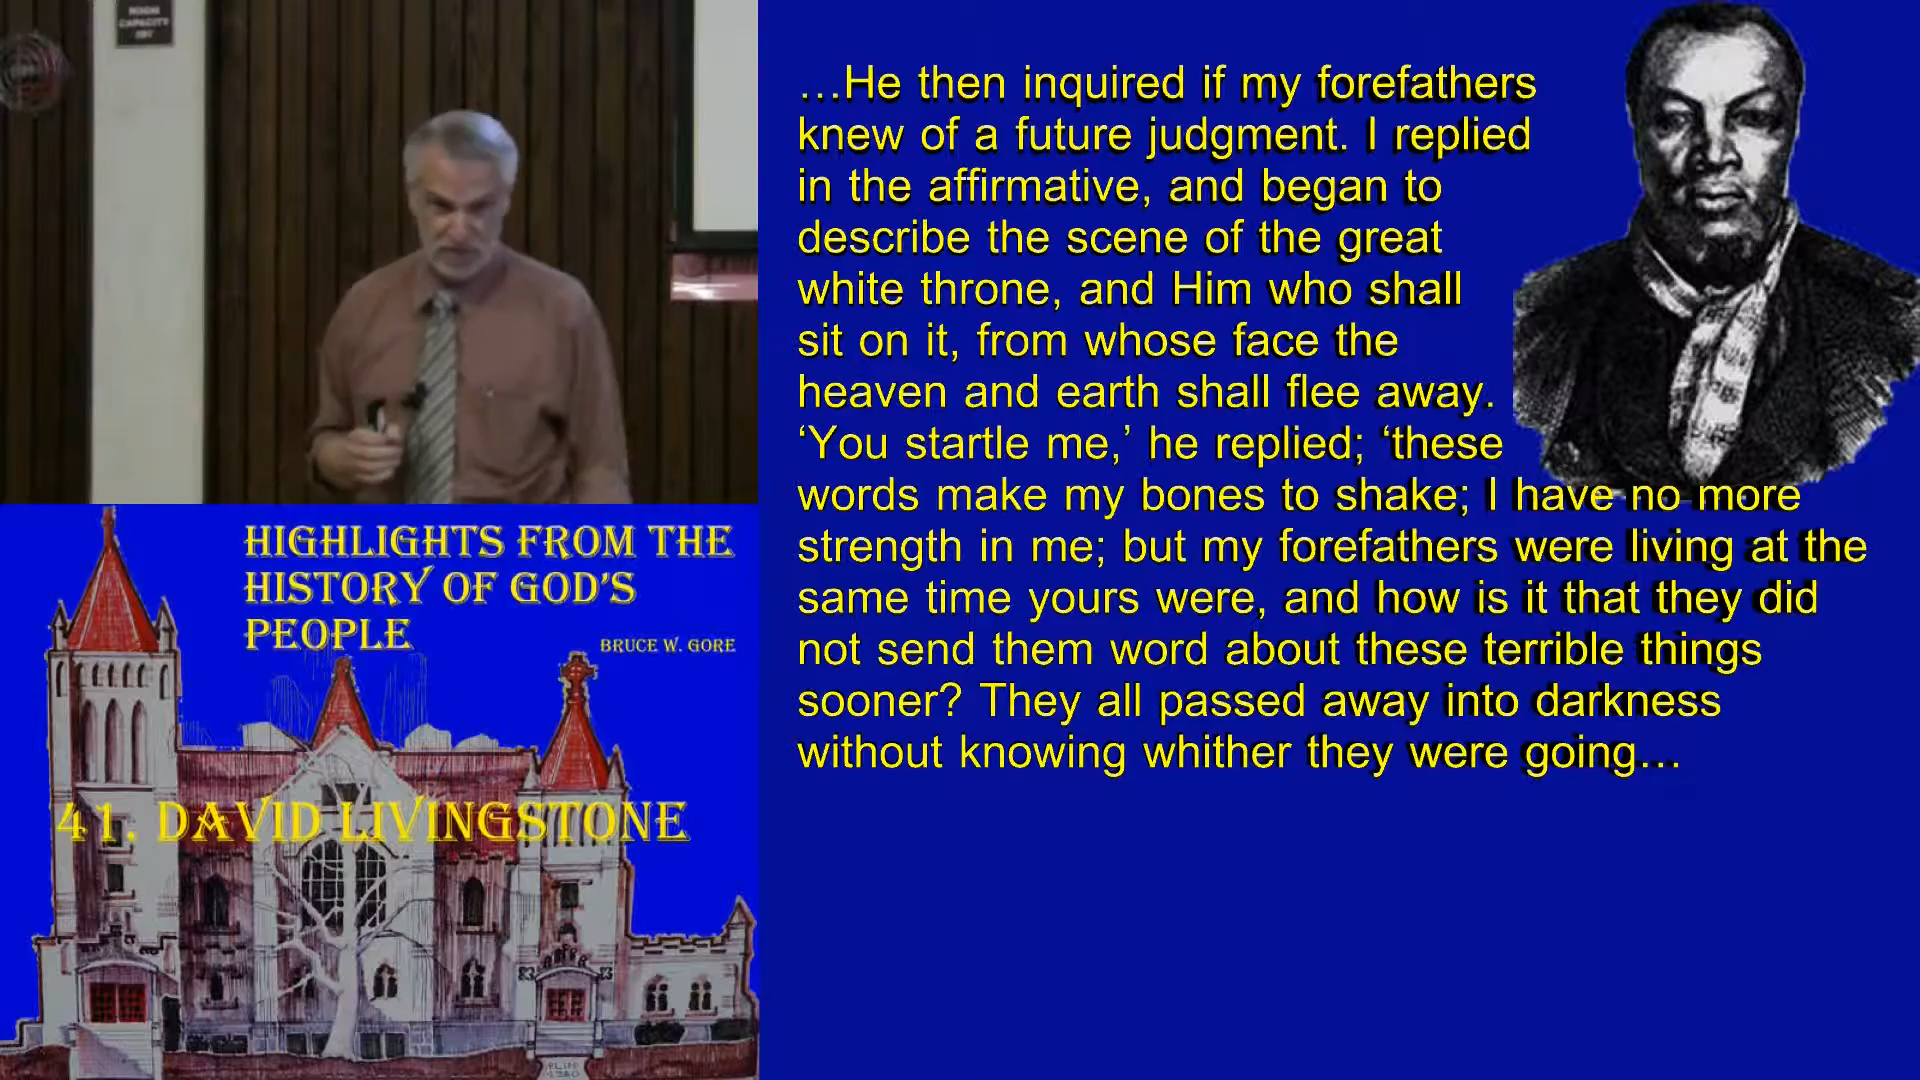 ROOM
CAPACITY
HIGHLIGHTS FROM THE
HISTORY OF GOD'S
PEOPLE
BRUCE W. GORE
41. DAVID LIVINGSTONE
…He then inquired if my forefathers
knew of a future judgment. I replied
in the affirmative, and began to
describe the scene of the great
white throne, and Him who shall
sit on it, from whose face the
heaven and earth shall flee away.
‘You startle me,’ he replied; ‘these
words make my bones to shake; I have no more
strength in me; but my forefathers were living at the
same time yours were, and how is it that they did
not send them word about these terrible things
sooner? They all passed away into darkness
without knowing whither they were going…